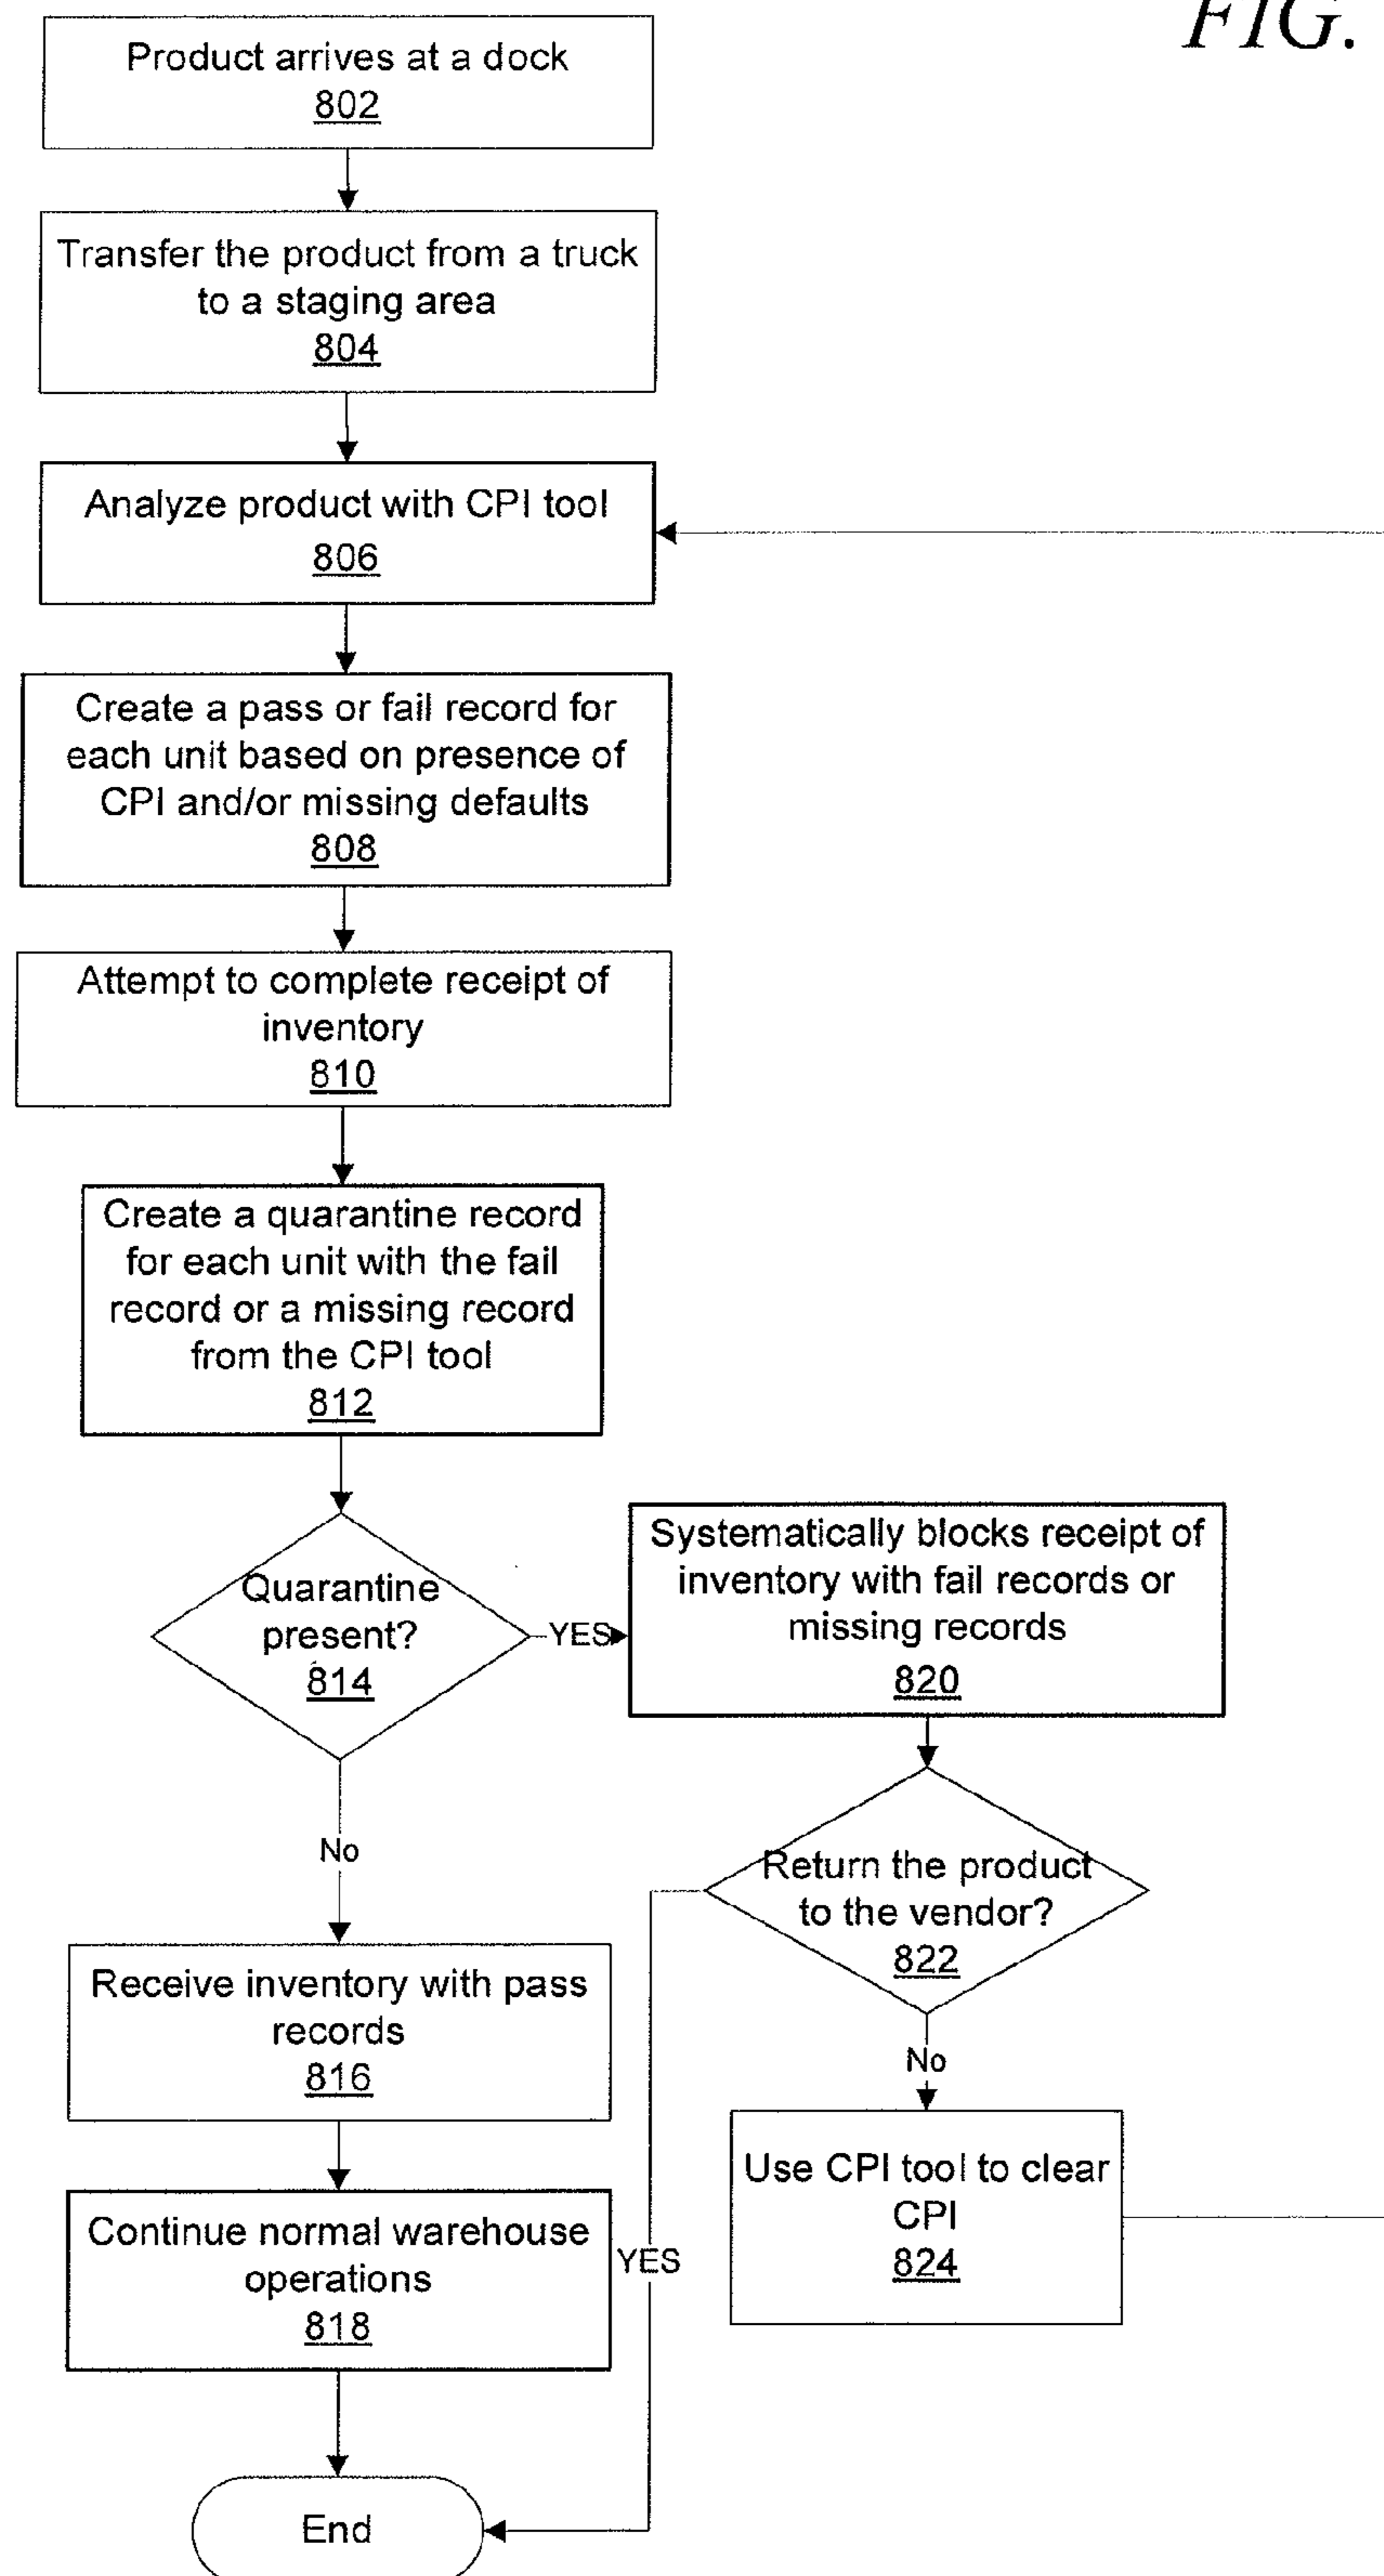 FIG.
Product arrives at a dock
802
Transfer the product from a truck
to a staging area
804
Analyze product with CPI tool
806
Create a pass or fail record for
each unit based on presence of
CPI and/or missing defaults
808
Attempt to complete receipt of
inventory
810
Create a quarantine record
for each unit with the fail
record or a missing record
from the CPI tool
812
Quarantine
present?
814
YES
Systematically blocks receipt of
inventory with fail records or
missing records
820
No
Return the product
to the vendor?
822
Receive inventory with pass
records
816
No
Use CPI tool to clear
CPI
824
Continue normal warehouse
operations
818
YES
End